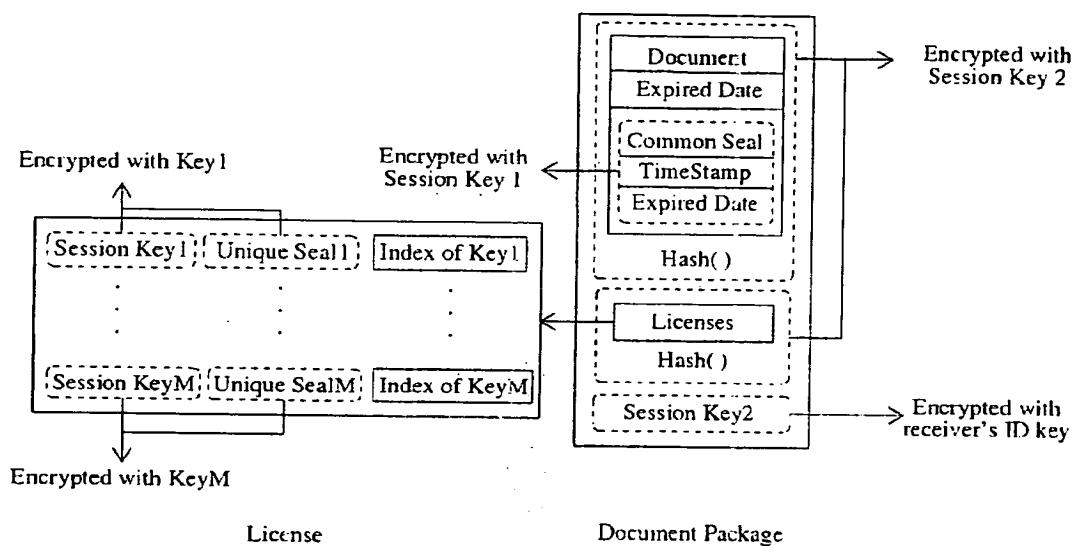 Document
Expired Date
Common Seal
TimeStamp
Expired Date
Hash( )
Licenses
Hash( )
Session Key2
Encrypted with
Session Key 2
Encrypted with
Session Key 1
Encrypted with
receiver's ID key
Encrypted with Key1
Session Key1 Unique Seal1 Index of Key1
Session KeyM Unique SealM Index of KeyM
Encrypted with KeyM
License Document Package